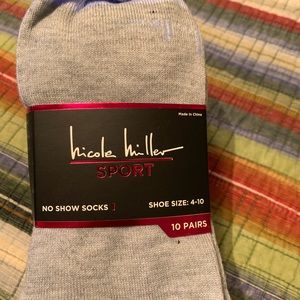 Made in China
Nicole Miller
SPORT
NO SHOW SOCKS
SHOE SIZE: 4-10
10 PAIRS